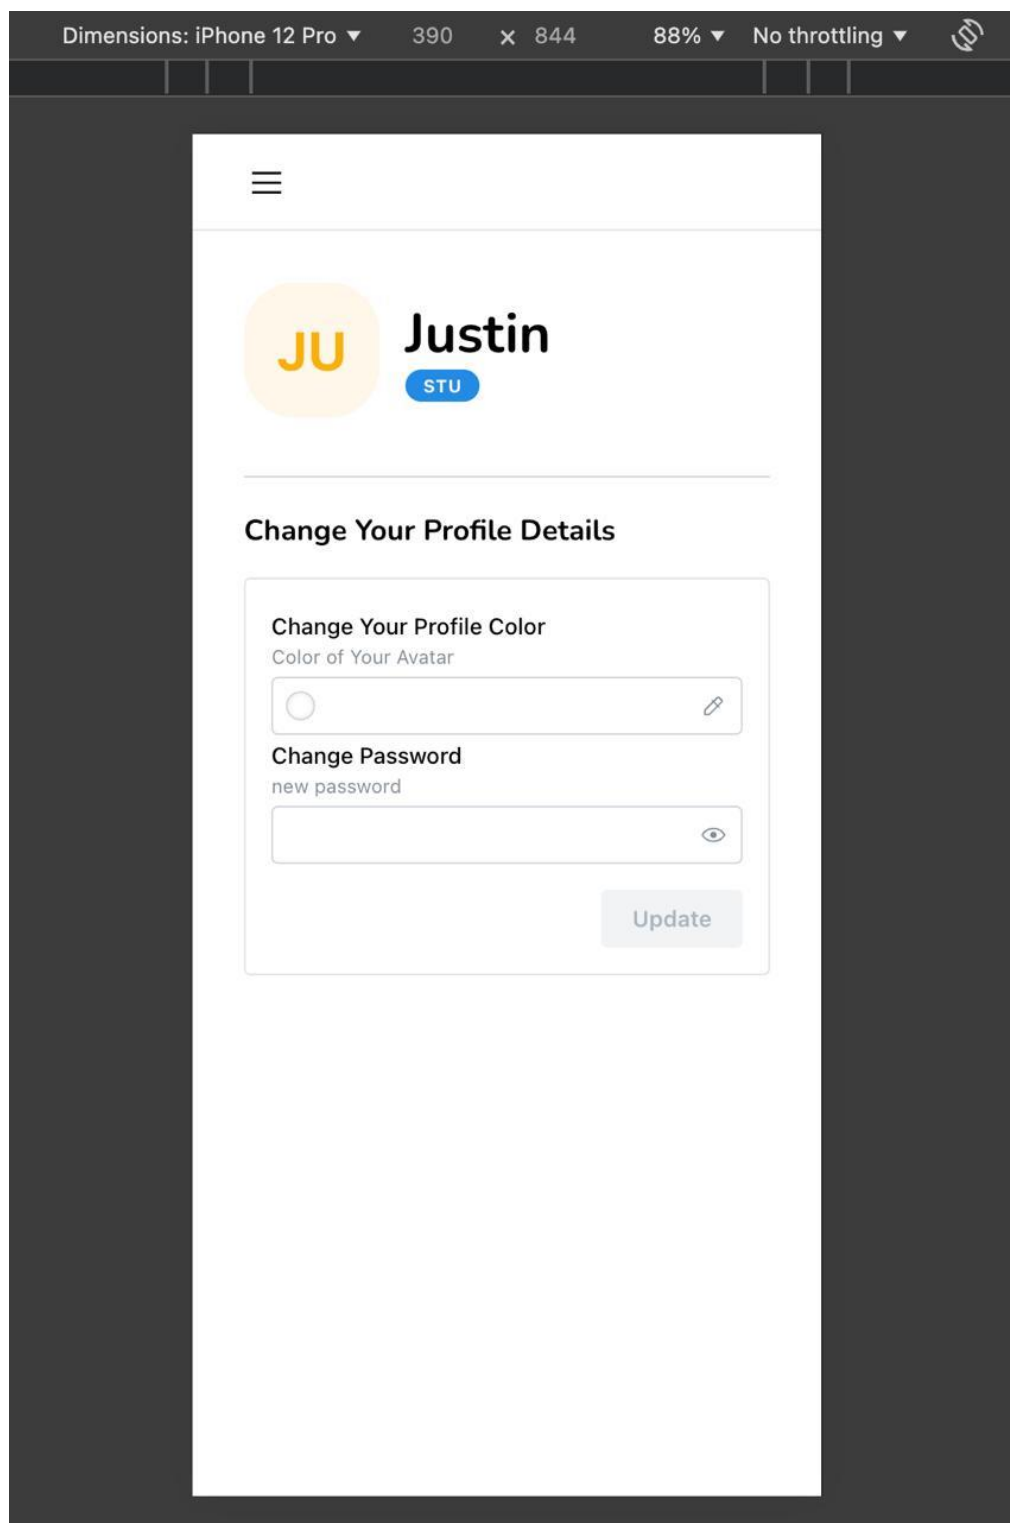 Dimensions: iPhone 12 Pro ▼ 390 × 844 88% ▼ No throttling ▼
JU
Justin
STU
Change Your Profile Details
Change Your Profile Color
Color of Your Avatar
Change Password
new password
Update